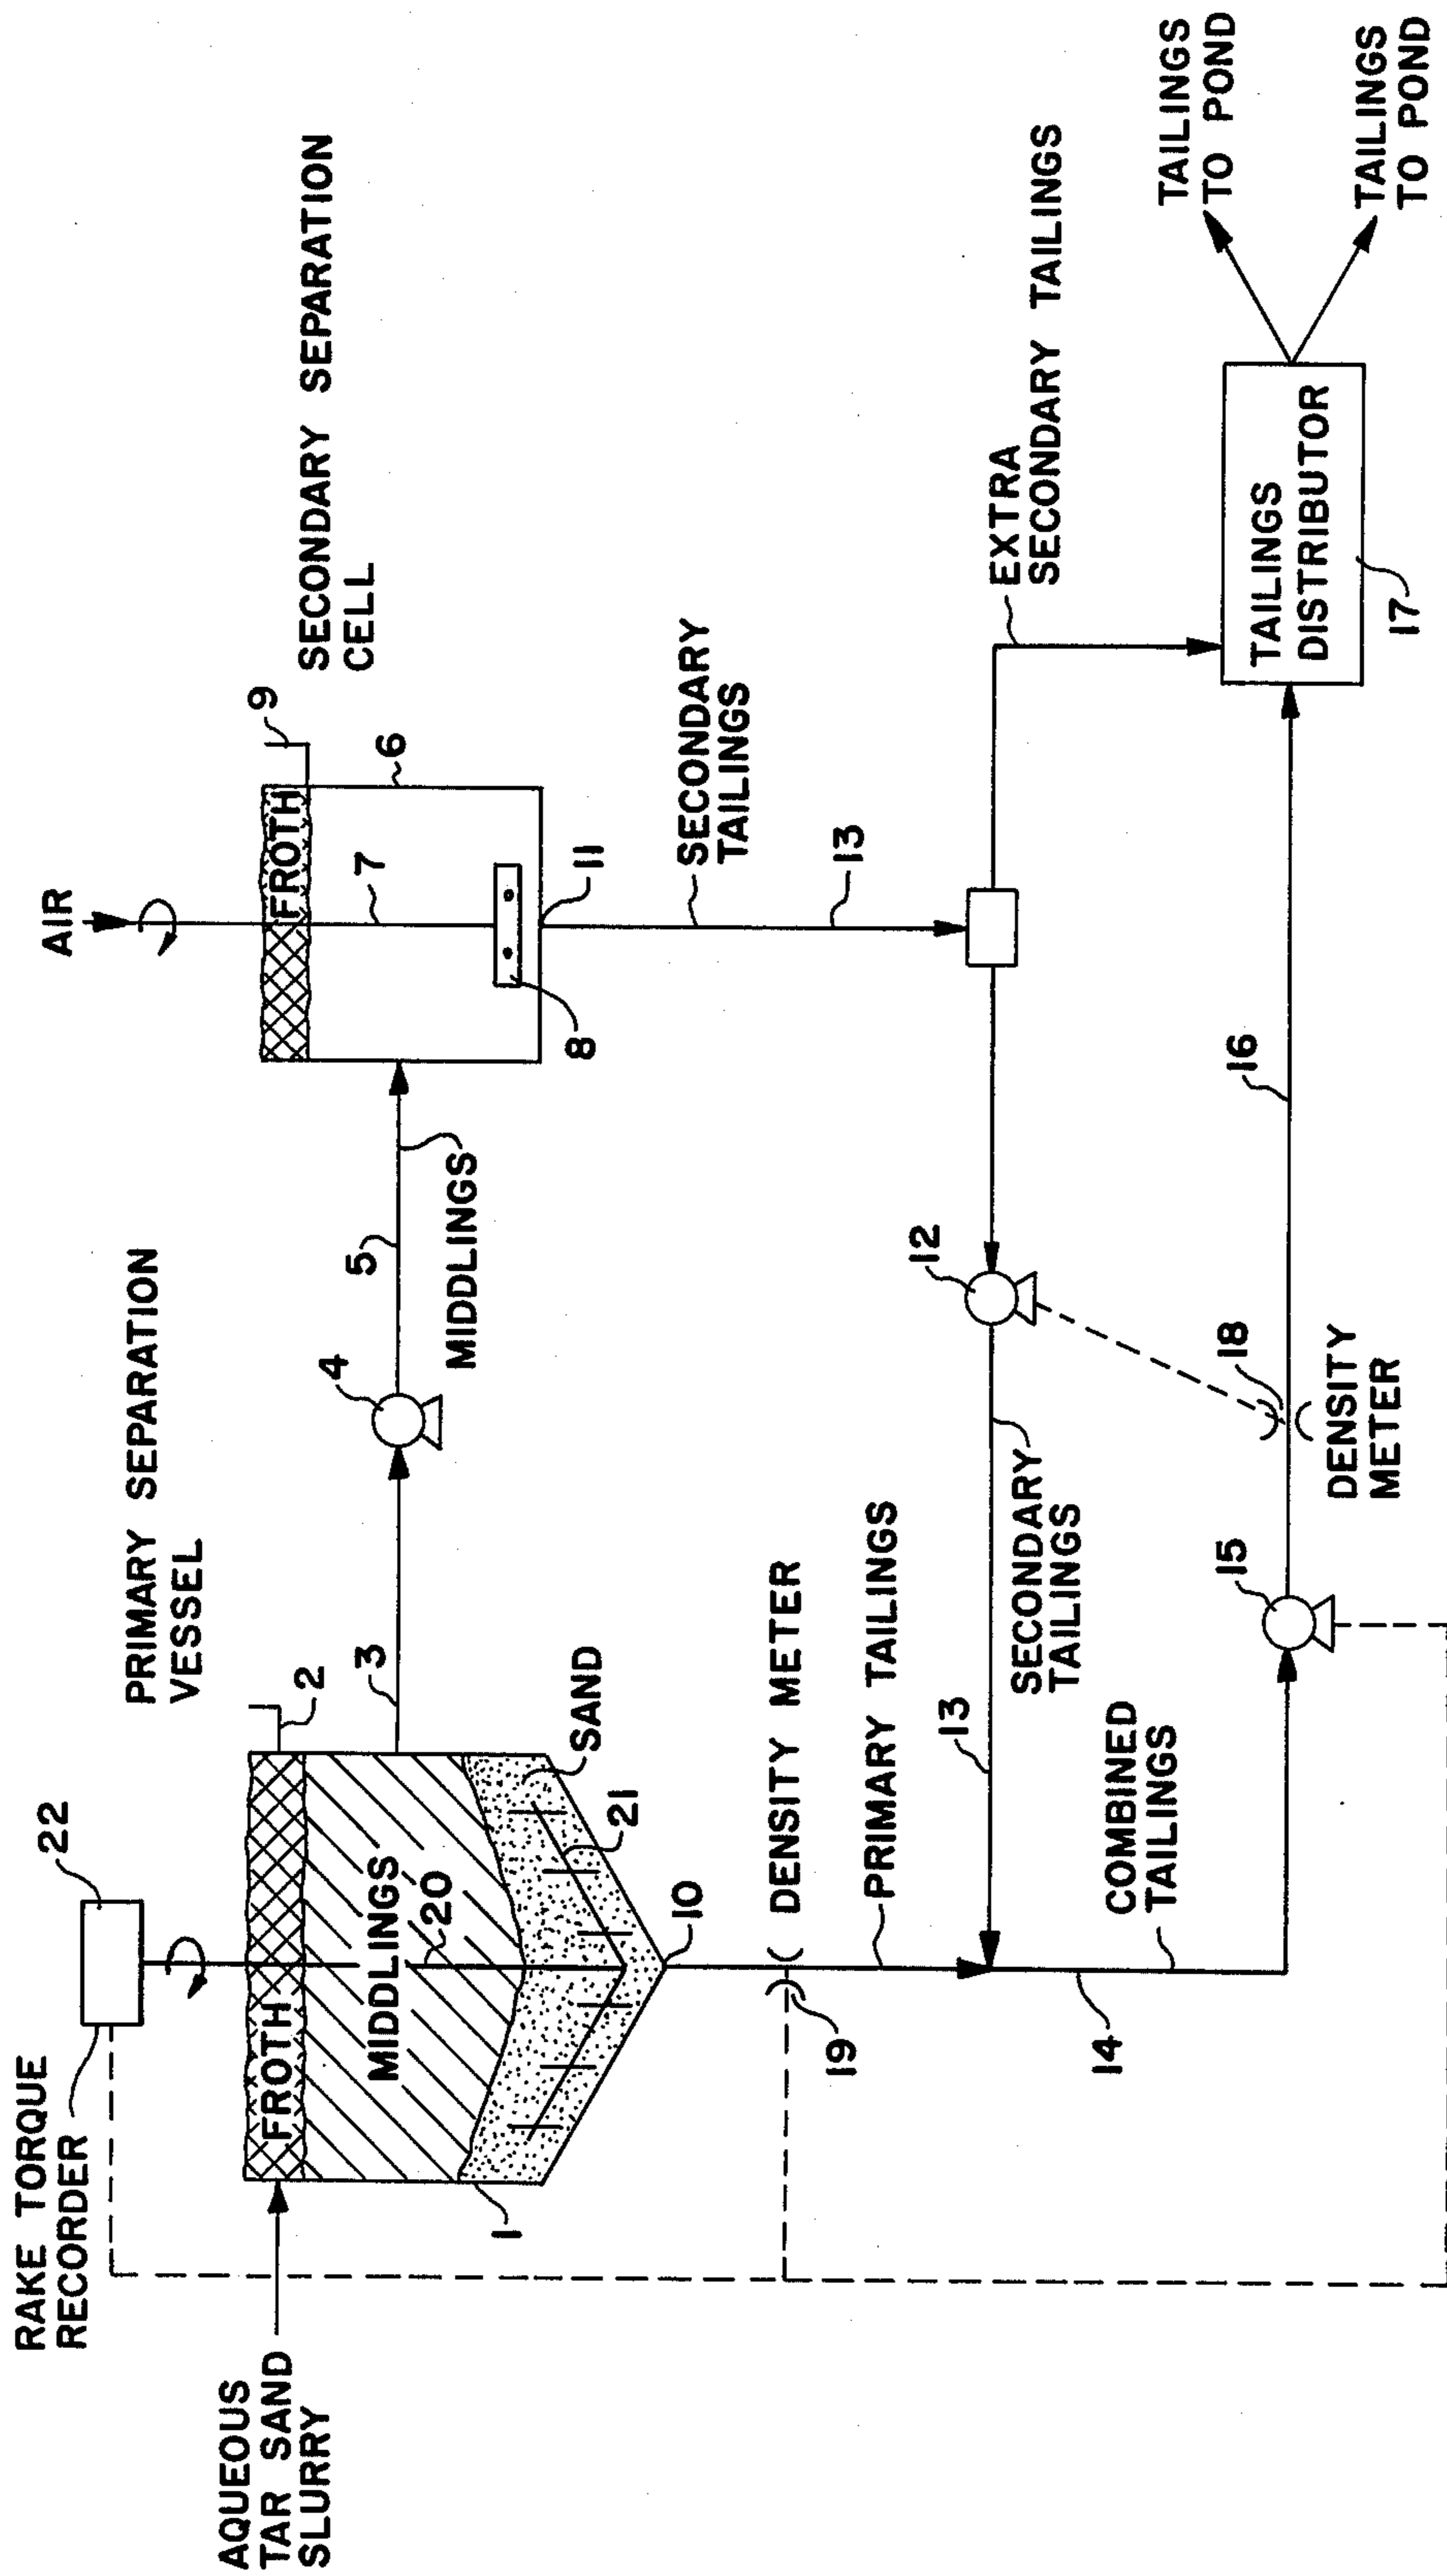 RAKE TORQUE
RECORDER
22
AQUEOUS
TAR SAND
SLURRY
PRIMARY SEPARATION
VESSEL
FROTH
2
MIDDLINGS
20
3
1
SAND
21
10
4
5
MIDDLINGS
AIR
9
SECONDARY SEPARATION
CELL
FROTH
7
6
8
11
SECONDARY
TAILINGS
13
EXTRA
SECONDARY TAILINGS
12
SECONDARY
TAILINGS
13
19
DENSITY METER
PRIMARY TAILINGS
14
COMBINED
TAILINGS
15
18
DENSITY
METER
16
TAILINGS
DISTRIBUTOR
17
TAILINGS
TO POND
TAILINGS
TO POND